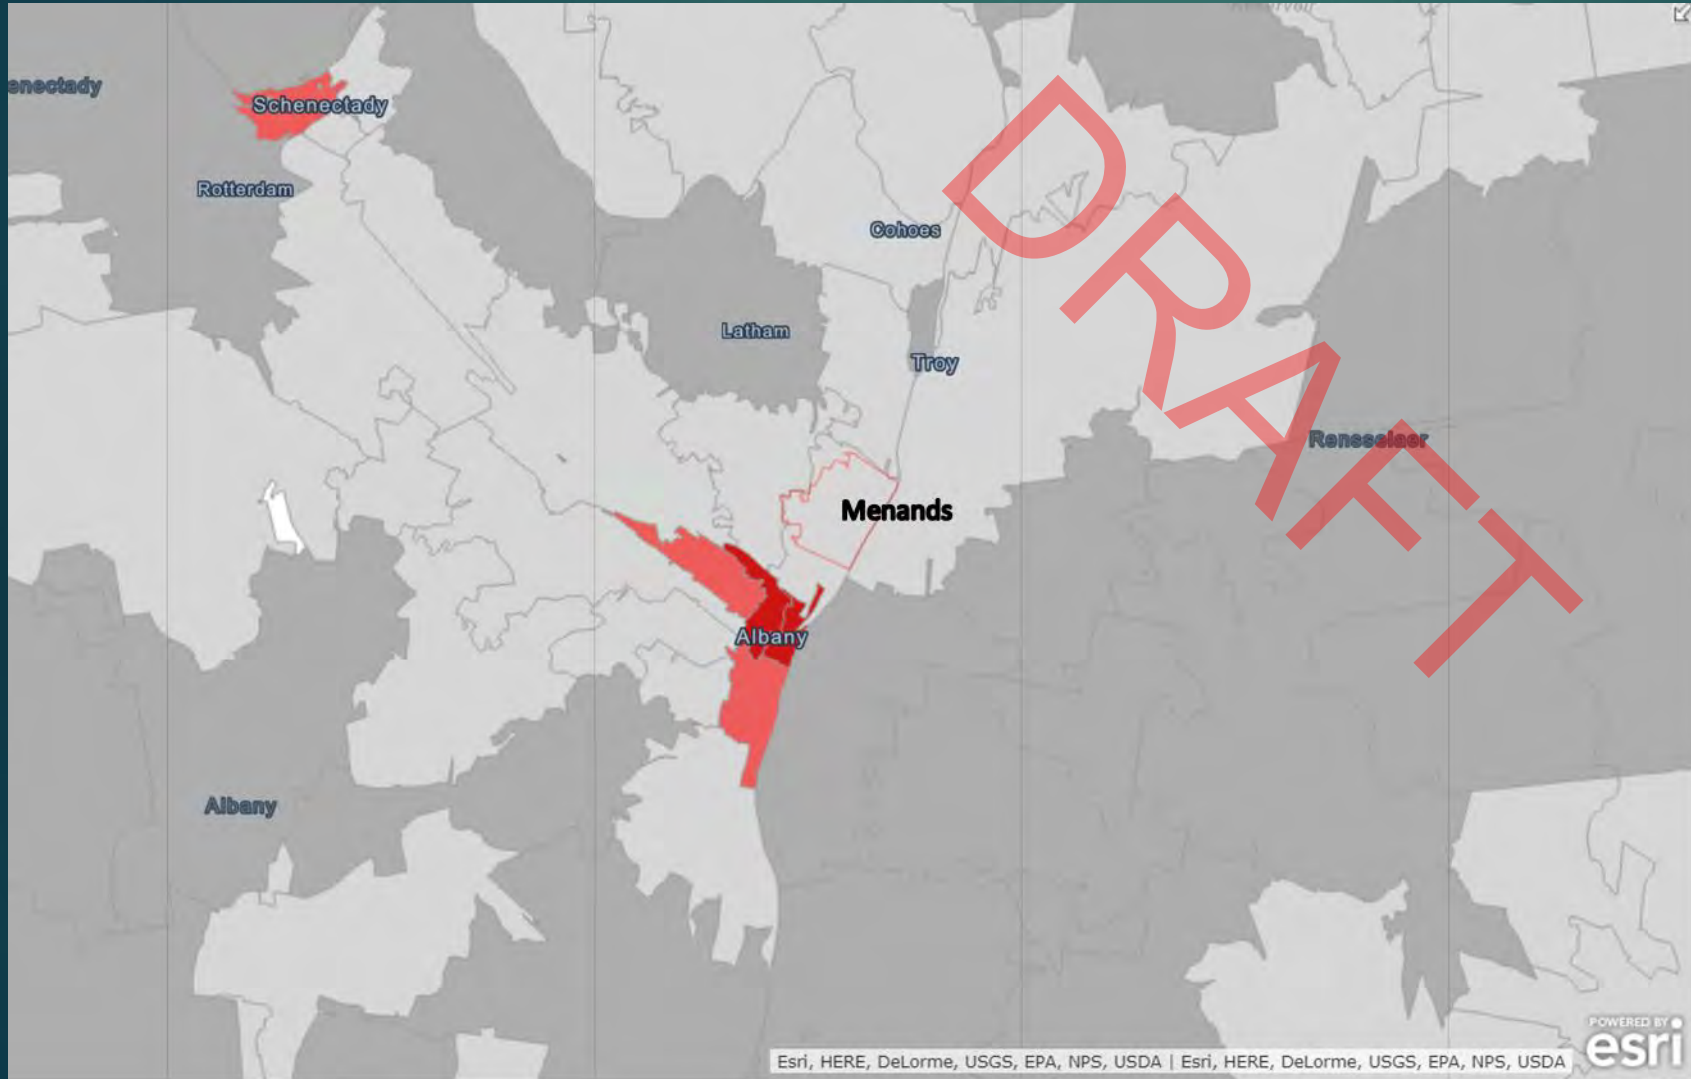 Reservoir
enectady
Schenectady
Rotterdam
Cohoes
Latham
Troy
Rensselaer
Menands
Albany
Albany
DRAFT
POWERED BY
esri
Esri, HERE, DeLorme, USGS, EPA, NPS, USDA | Esri, HERE, DeLorme, USGS, EPA, NPS, USDA